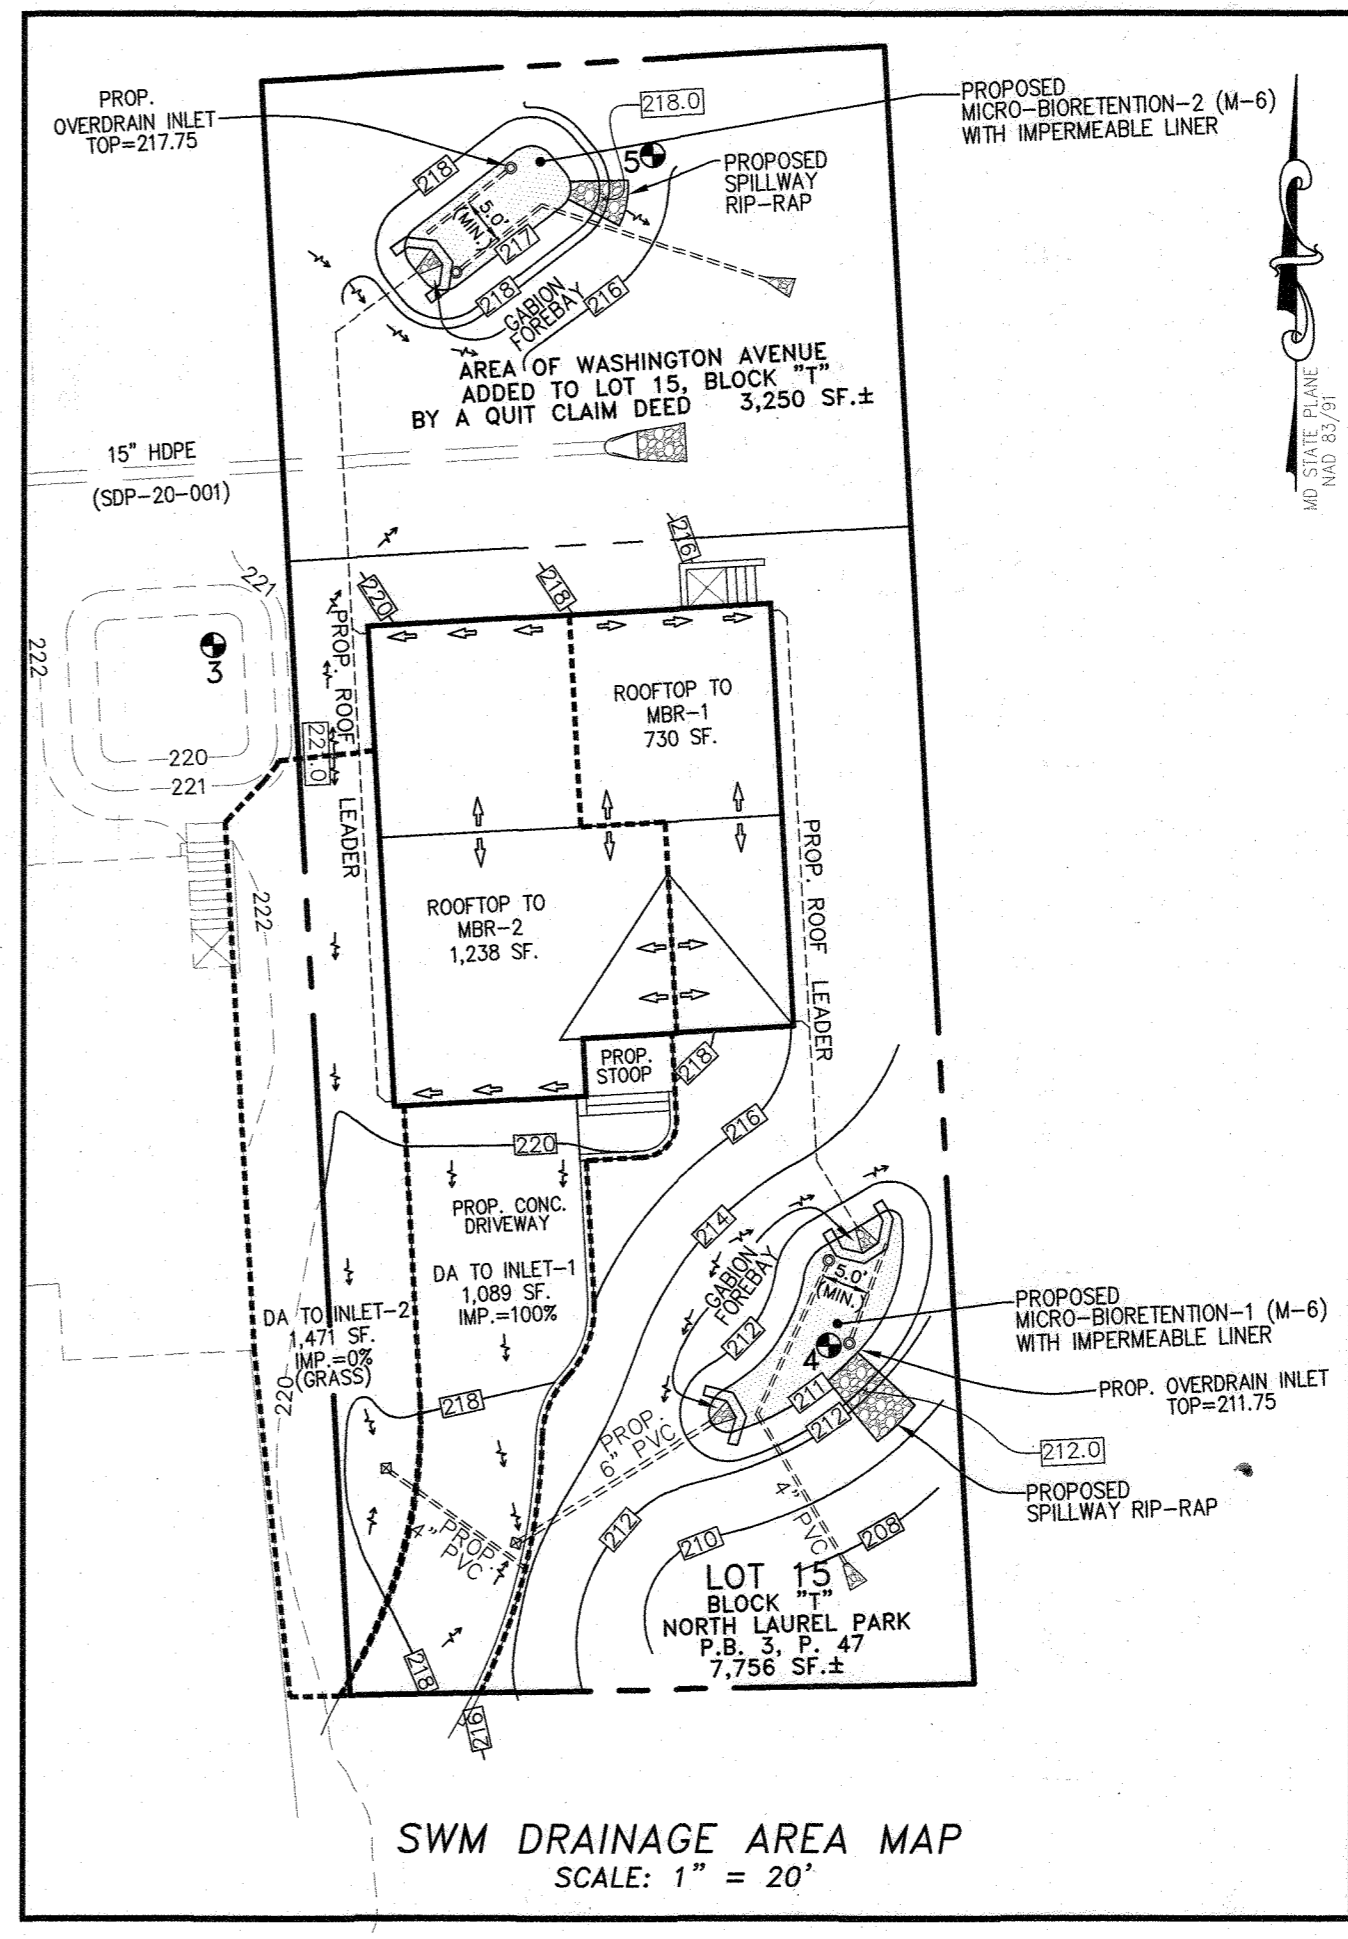 PROP.
OVERDRAIN INLET
TOP=217.75
218.0
PROPOSED
MICRO-BIORETENTION-2 (M-6)
WITH IMPERMEABLE LINER
5
PROPOSED
SPILLWAY
RIP-RAP
218
5.0'
(MIN.)
217
218
216
GABION
FOREBAY
MD STATE PLANE
NAD 83/91
AREA OF WASHINGTON AVENUE
ADDED TO LOT 15, BLOCK "T"
BY A QUIT CLAIM DEED 3,250 SF.±
15" HDPE
(SDP-20-001)
216
221
220
218
222
3
PROP. ROOF LEADER
220
221
ROOFTOP TO
MBR-1
730 SF.
222
ROOFTOP TO
MBR-2
1,238 SF.
PROP. ROOF LEADER
PROP.
STOOP
218
216
220
PROP. CONC.
DRIVEWAY
214
GABION
FOREBAY
5.0'
(MIN.)
DA TO INLET-1
1,089 SF.
IMP.=100%
DA TO INLET-2
1,471 SF.
IMP.=0%
(GRASS)
212
4
PROPOSED
MICRO-BIORETENTION-1 (M-6)
WITH IMPERMEABLE LINER
211
212
PROP. OVERDRAIN INLET
TOP=211.75
220
218
PROP.
6" PVC
212.0
PROPOSED
SPILLWAY RIP-RAP
PROP.
4" PVC
4" PVC
212
210
208
LOT 15
BLOCK "T"
NORTH LAUREL PARK
P.B. 3, P. 47
7,756 SF.±
218
216
SWM DRAINAGE AREA MAP
SCALE: 1" = 20'